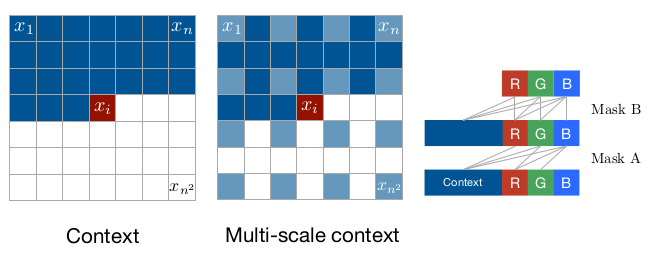 x_1 x_n x_1 x_n
R G B
x_i x_i Mask B
R G B
Mask A
x_{n^2} x_{n^2} Context R G B
Context Multi-scale context